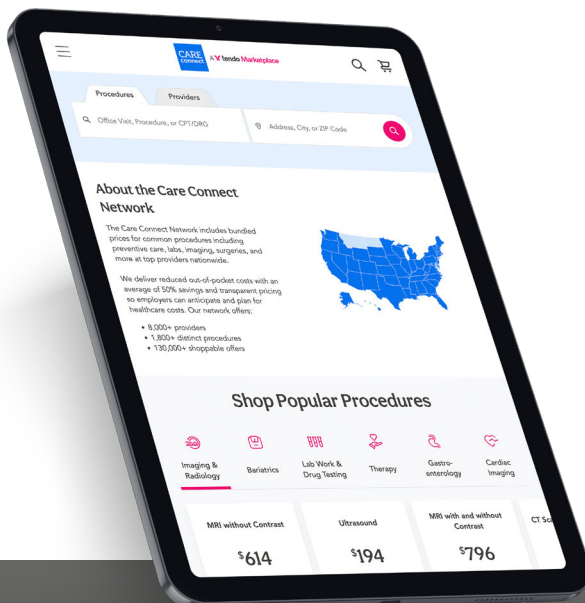 CARE
connect
A tendo Marketplace
Procedures
Providers
Office Visit, Procedure, or CPT/DRG
Address, City, or ZIP Code
About the Care Connect
Network
The Care Connect Network includes bundled
prices for common procedures including
preventive care, labs, imaging, surgeries, and
more at top providers nationwide.
We deliver reduced out-of-pocket costs with an
average of 50% savings and transparent pricing
so employers can anticipate and plan for
healthcare costs. Our network offers:
• 8,000+ providers
• 1,800+ distinct procedures
• 130,000+ shoppable offers
Shop Popular Procedures
Imaging &
Radiology
Bariatrics
Lab Work &
Drug Testing
Therapy
Gastro-
enterology
Cardiac
Imaging
MRI without Contrast
$614
Ultrasound
$194
MRI with and without
Contrast
$796
CT Sc